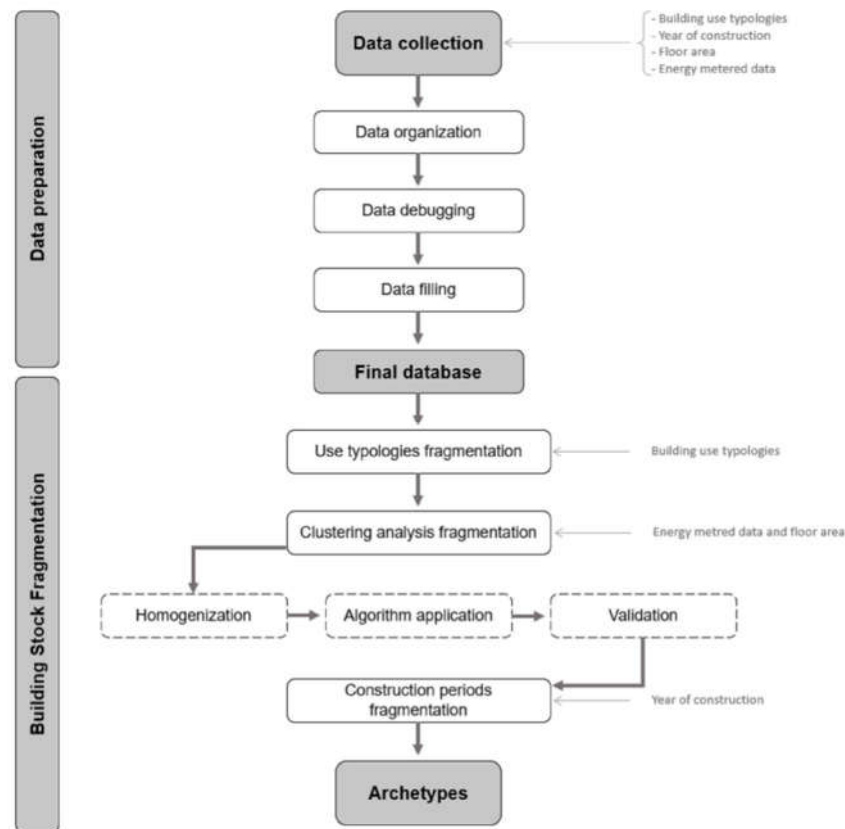 Data collection
- Building use typologies
- Year of construction
- Floor area
- Energy metered data
Data preparation
Data organization
Data debugging
Data filling
Final database
Building Stock Fragmentation
Use typologies fragmentation
Building use typologies
Clustering analysis fragmentation
Energy metred data and floor area
Homogenization
Algorithm application
Validation
Construction periods
fragmentation
Year of construction
Archetypes